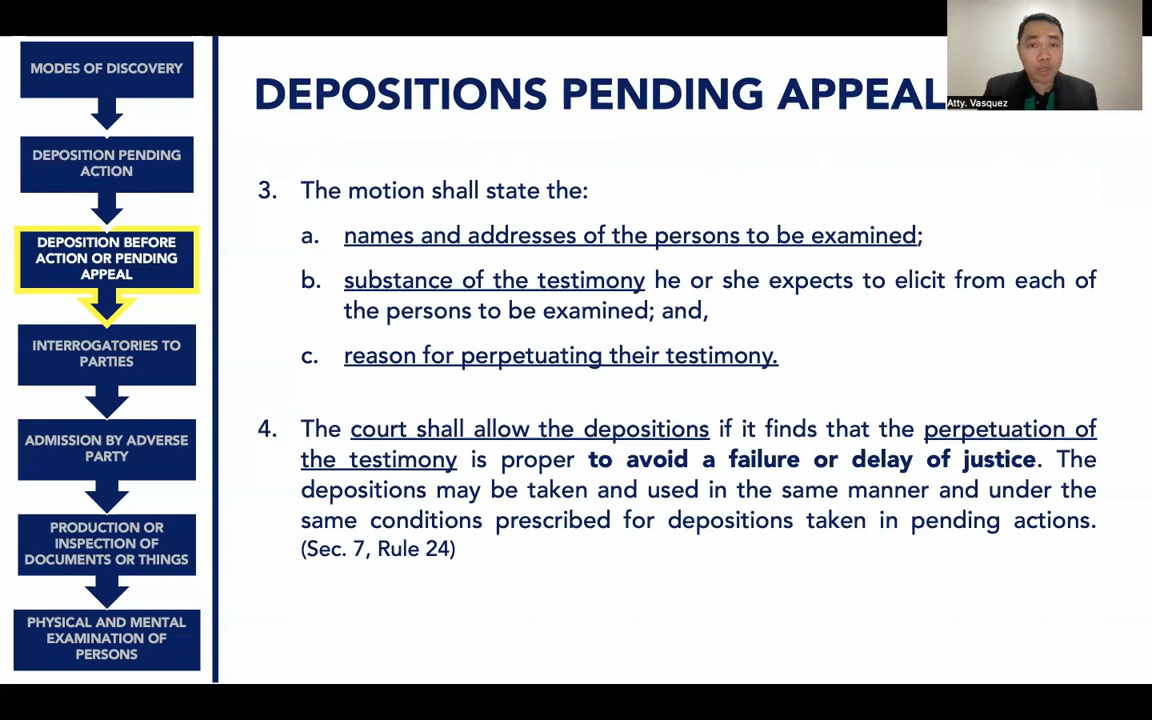 MODES OF DISCOVERY
DEPOSITION PENDING
ACTION
DEPOSITION BEFORE
ACTION OR PENDING
APPEAL
INTERROGATORIES TO
PARTIES
ADMISSION BY ADVERSE
PARTY
PRODUCTION OR
INSPECTION OF
DOCUMENTS OR THINGS
PHYSICAL AND MENTAL
EXAMINATION OF
PERSONS
DEPOSITIONS PENDING APPEAL
Atty. Vasquez
3. The motion shall state the:
a. names and addresses of the persons to be examined;
b. substance of the testimony he or she expects to elicit from each of
the persons to be examined; and,
c. reason for perpetuating their testimony.
4. The court shall allow the depositions if it finds that the perpetuation of
the testimony is proper to avoid a failure or delay of justice. The
depositions may be taken and used in the same manner and under the
same conditions prescribed for depositions taken in pending actions.
(Sec. 7, Rule 24)